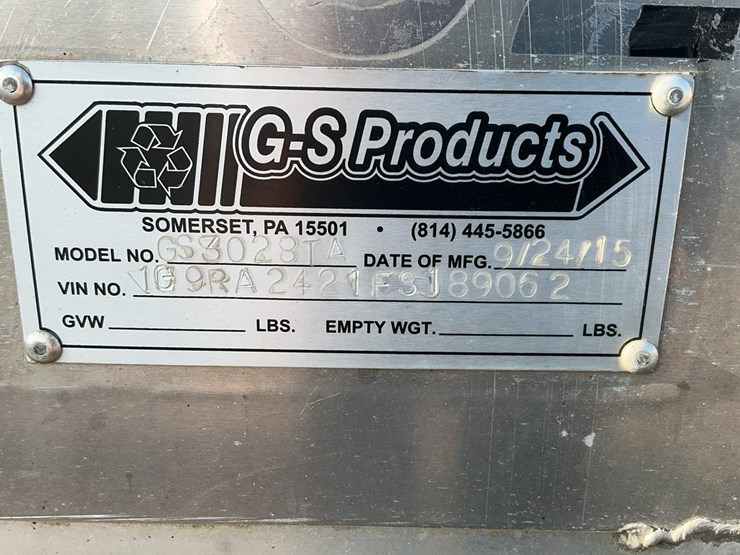 G-S Products
SOMERSET, PA 15501 • (814) 445-5866
MODEL NO. GS3028TA DATE OF MFG. 9/24/15
VIN NO. 1G9RA2421FSJ89062
GVW LBS. EMPTY WGT. LBS.